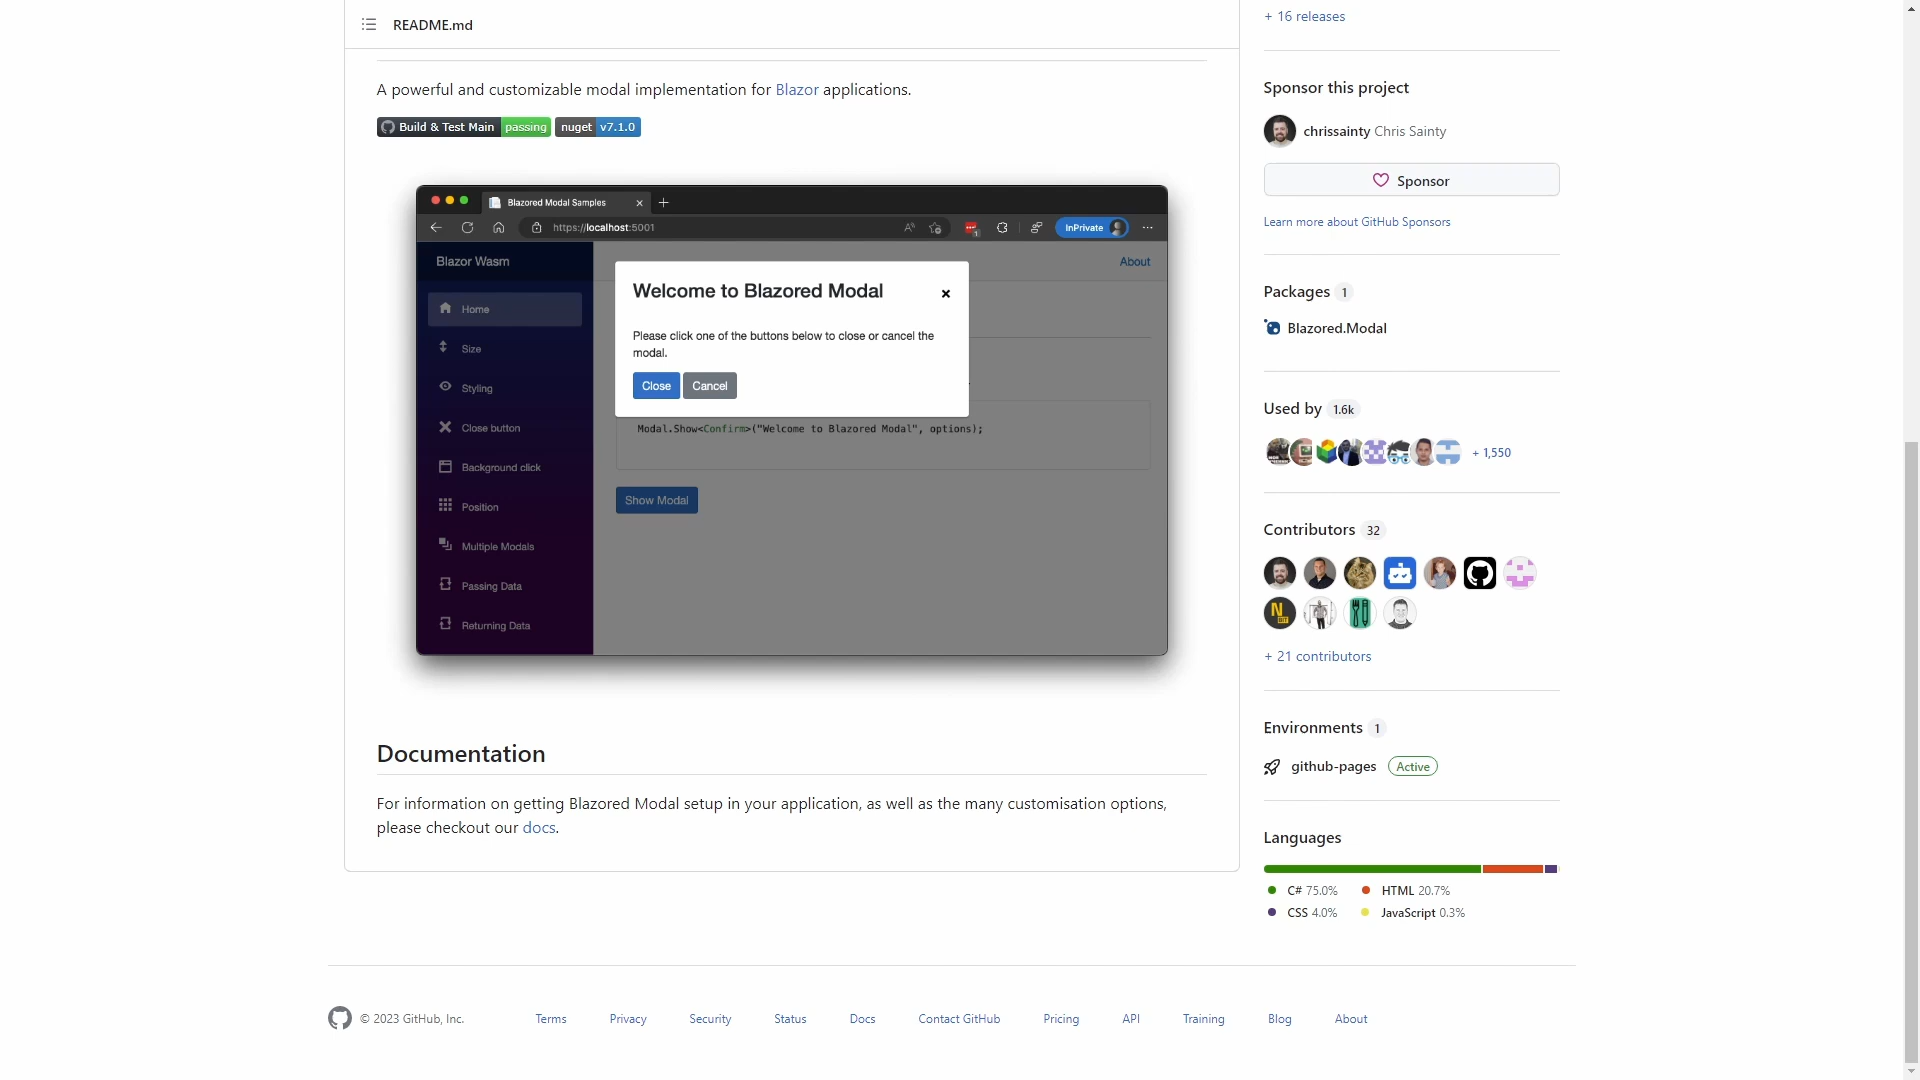 README.md
A powerful and customizable modal implementation for Blazor applications.
Build & Test Main passing nuget v7.1.0
Blazored Modal Samples
https://localhost:5001
InPrivate
Blazor Wasm
About
Home
Size
Styling
Close button
Background click
Position
Multiple Modals
Passing Data
Returning Data
Welcome to Blazored Modal
Please click one of the buttons below to close or cancel the
modal.
Close Cancel
Modal.Show<Confirm>("Welcome to Blazored Modal", options);
Show Modal
Documentation
For information on getting Blazored Modal setup in your application, as well as the many customisation options,
please checkout our docs.
+ 16 releases
Sponsor this project
chrissainty Chris Sainty
Sponsor
Learn more about GitHub Sponsors
Packages 1
Blazored.Modal
Used by 1.6k
+ 1,550
Contributors 32
+ 21 contributors
Environments 1
github-pages Active
Languages
C# 75.0% HTML 20.7%
CSS 4.0% JavaScript 0.3%
© 2023 GitHub, Inc. Terms Privacy Security Status Docs Contact GitHub Pricing API Training Blog About